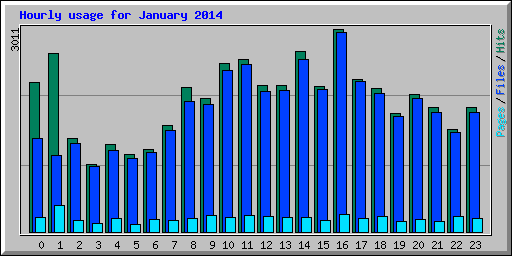 Hourly usage for January 2014
3011
Pages/Files/Hits
0 1 2 3 4 5 6 7 8 9 10 11 12 13 14 15 16 17 18 19 20 21 22 23